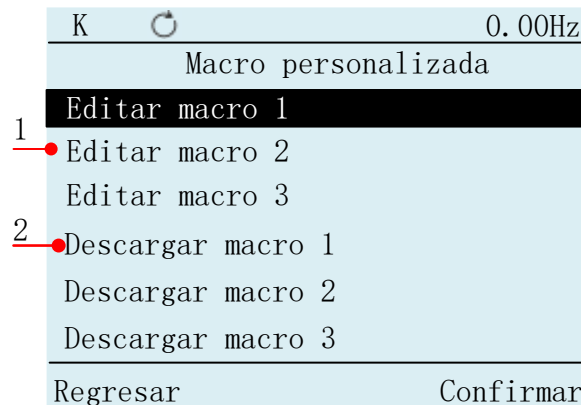 K 0.00Hz
Macro personalizada
Editar macro 1
1
Editar macro 2
Editar macro 3
2
Descargar macro 1
Descargar macro 2
Descargar macro 3
Regresar Confirmar